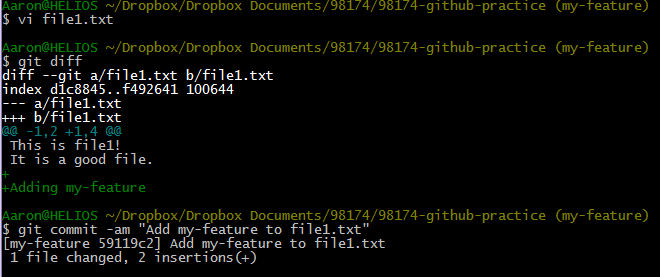 Aaron@HELIOS ~/Dropbox/Dropbox Documents/98174/98174-github-practice (my-feature)
$ vi file1.txt
Aaron@HELIOS ~/Dropbox/Dropbox Documents/98174/98174-github-practice (my-feature)
$ git diff
diff --git a/file1.txt b/file1.txt
index d1c8845..f492641 100644
--- a/file1.txt
+++ b/file1.txt
@@ -1,2 +1,4 @@
 This is file1!
 It is a good file.
+
+Adding my-feature
Aaron@HELIOS ~/Dropbox/Dropbox Documents/98174/98174-github-practice (my-feature)
$ git commit -am "Add my-feature to file1.txt"
[my-feature 59119c2] Add my-feature to file1.txt
 1 file changed, 2 insertions(+)